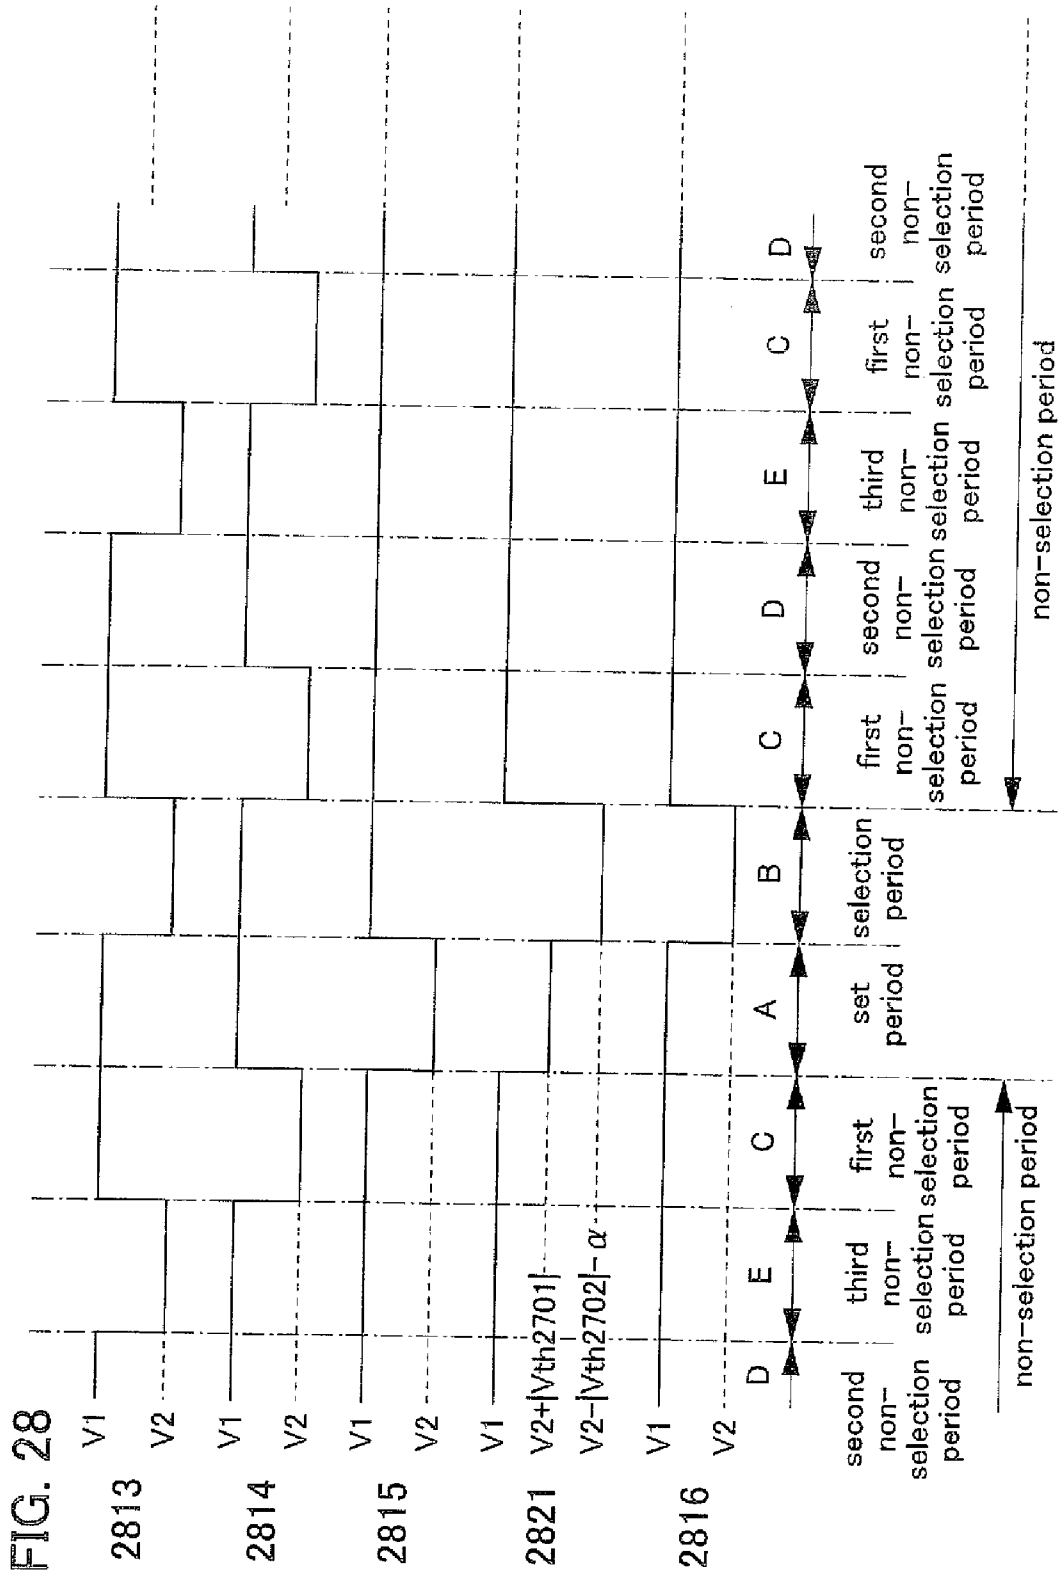 FIG. 28
2813
V1
V2
2814
V1
V2
2815
V1
V2
2821
V1
V2+|Vth2701|
V2-|Vth2702|-α
2816
V1
V2
D
E
C
A
B
C
D
E
C
D
second
non-
selection
period
third
non-
selection
period
first
non-
selection
period
set
period
selection
period
first
non-
selection
period
second
non-
selection
period
third
non-
selection
period
first
non-
selection
period
second
non-
selection
period
non-selection period
non-selection period